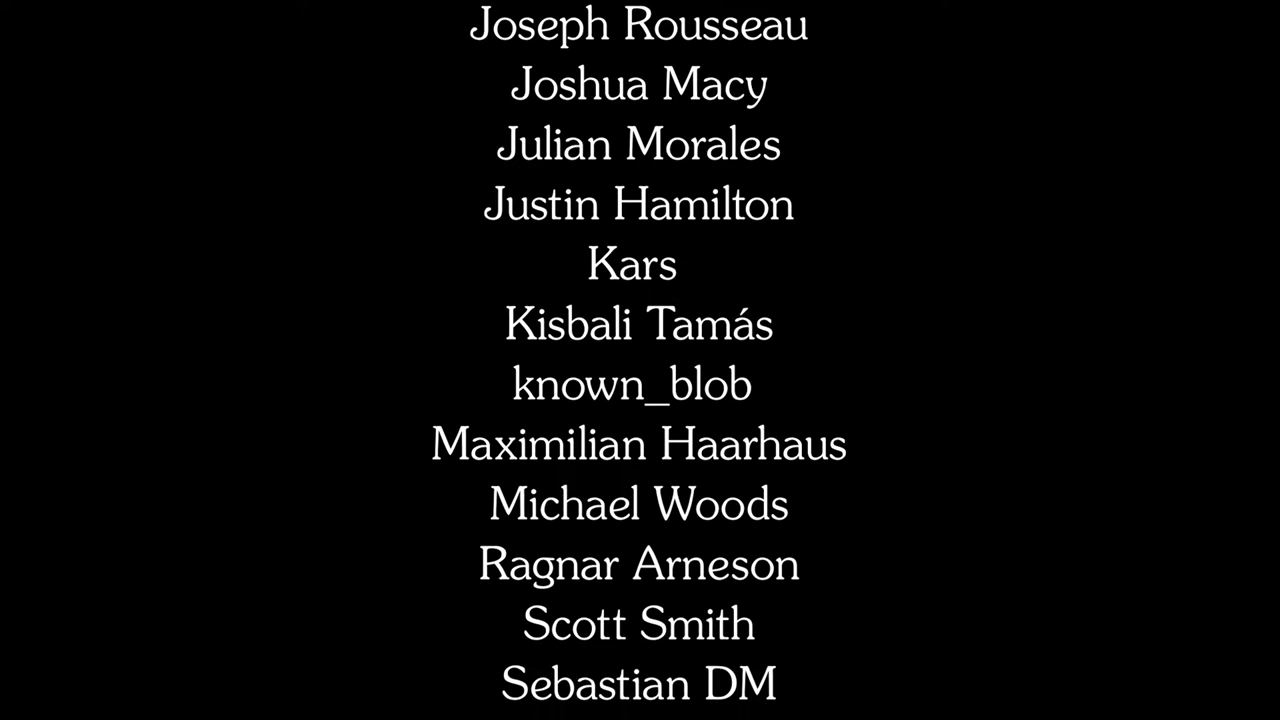 Joseph Rousseau
Joshua Macy
Julian Morales
Justin Hamilton
Kars
Kisbali Tamás
known_blob
Maximilian Haarhaus
Michael Woods
Ragnar Arneson
Scott Smith
Sebastian DM